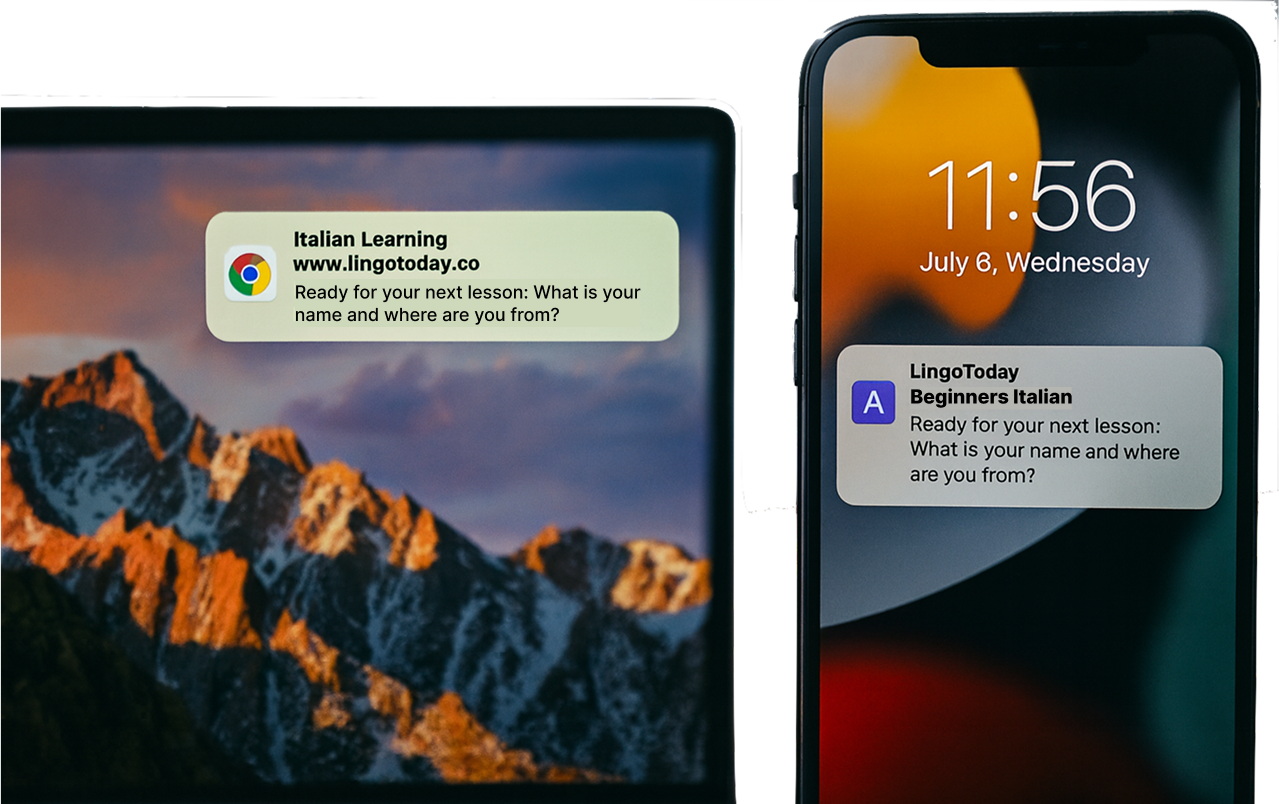 Italian Learning
www.lingotoday.co
Ready for your next lesson: What is your
name and where are you from?
11:56
July 6, Wednesday
A
LingoToday
Beginners Italian
Ready for your next lesson:
What is your name and where
are you from?